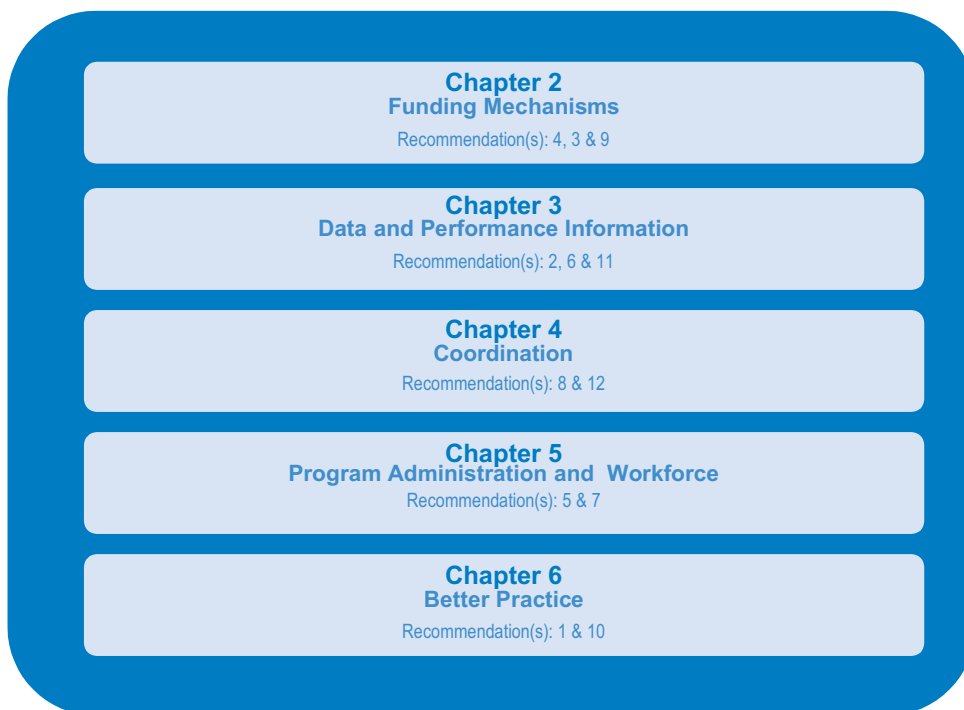 Chapter 2
Funding Mechanisms
Recommendation(s): 4, 3 & 9
Chapter 3
Data and Performance Information
Recommendation(s): 2, 6 & 11
Chapter 4
Coordination
Recommendation(s): 8 & 12
Chapter 5
Program Administration and  Workforce
Recommendation(s): 5 & 7
Chapter 6
Better Practice
Recommendation(s): 1 & 10